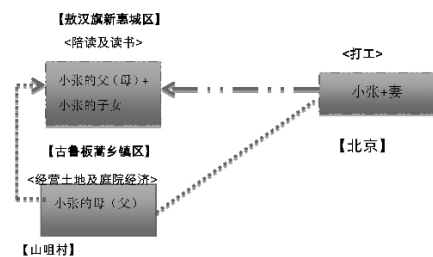 【敖汉旗新惠城区】
<陪读及读书>
小张的父（母）+
小张的子女
<打工>
小张+妻
【北京】
【古鲁板蒿乡镇区】
<经营土地及庭院经济>
小张的母（父）
【山咀村】